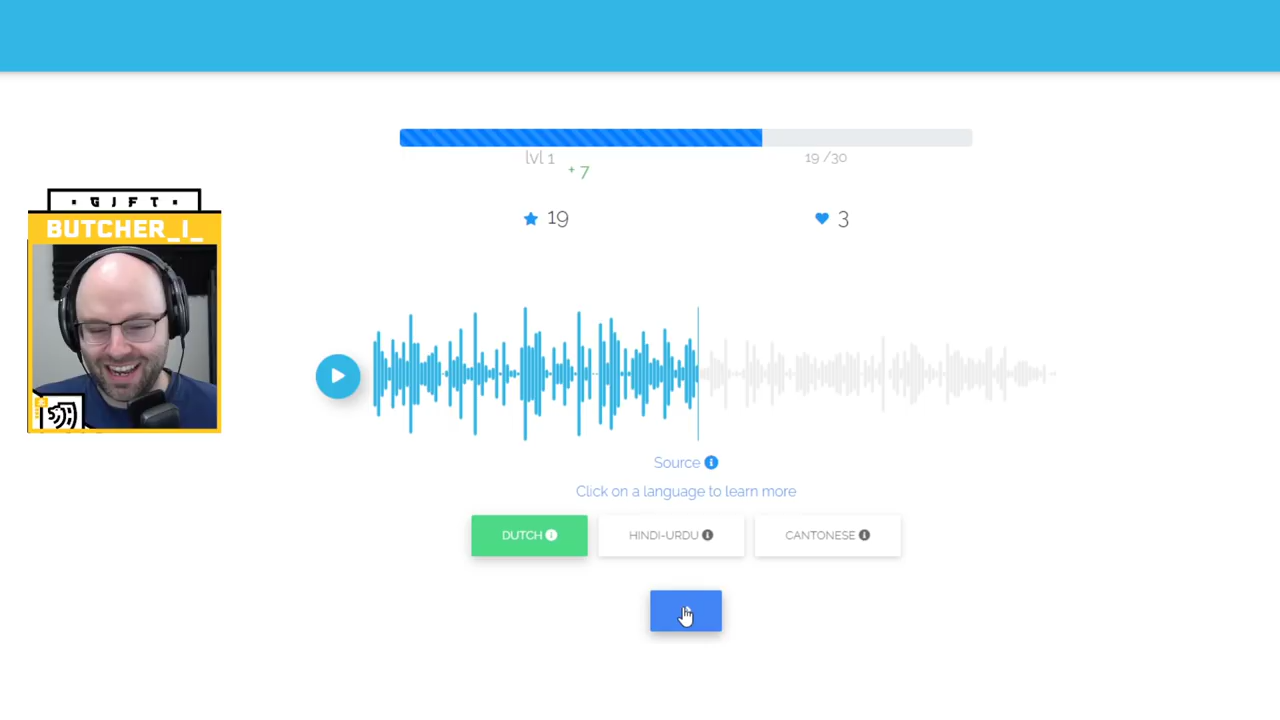 lvl 1
19 /30
+ 7
19
3
• GJFT •
BUTCHER_I_
Source
Click on a language to learn more
DUTCH
HINDI-URDU
CANTONESE